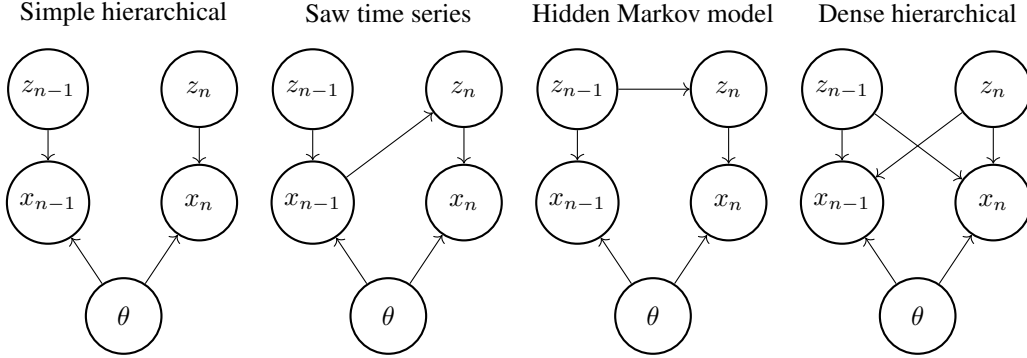 Simple hierarchical Saw time series Hidden Markov model Dense hierarchical
z_{n−1} z_n z_{n−1} z_n z_{n−1} z_n z_{n−1} z_n
x_{n−1} x_n x_{n−1} x_n x_{n−1} x_n x_{n−1} x_n
θ θ θ θ